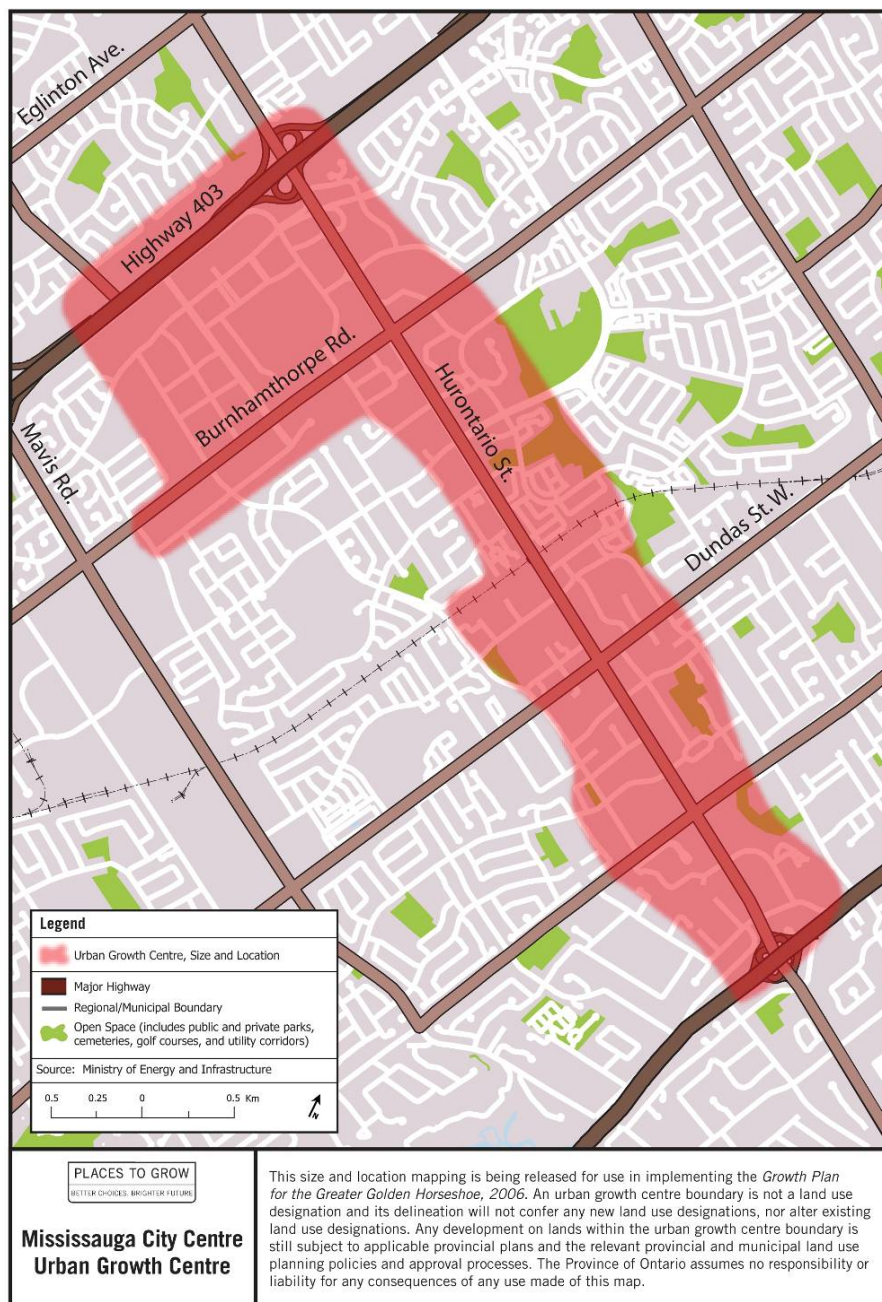 Eglinton Ave.
Highway 403
Burnhamthorpe Rd.
Hurontario St.
Mavis Rd.
Dundas St. W.
Legend
Urban Growth Centre, Size and Location
Major Highway
Regional/Municipal Boundary
Open Space (includes public and private parks,
cemeteries, golf courses, and utility corridors)
Source: Ministry of Energy and Infrastructure
0.5 0.25 0 0.5 Km
N
PLACES TO GROW
BETTER CHOICES. BRIGHTER FUTURE.
Mississauga City Centre
Urban Growth Centre
This size and location mapping is being released for use in implementing the Growth Plan
for the Greater Golden Horseshoe, 2006. An urban growth centre boundary is not a land use
designation and its delineation will not confer any new land use designations, nor alter existing
land use designations. Any development on lands within the urban growth centre boundary is
still subject to applicable provincial plans and the relevant provincial and municipal land use
planning policies and approval processes. The Province of Ontario assumes no responsibility or
liability for any consequences of any use made of this map.